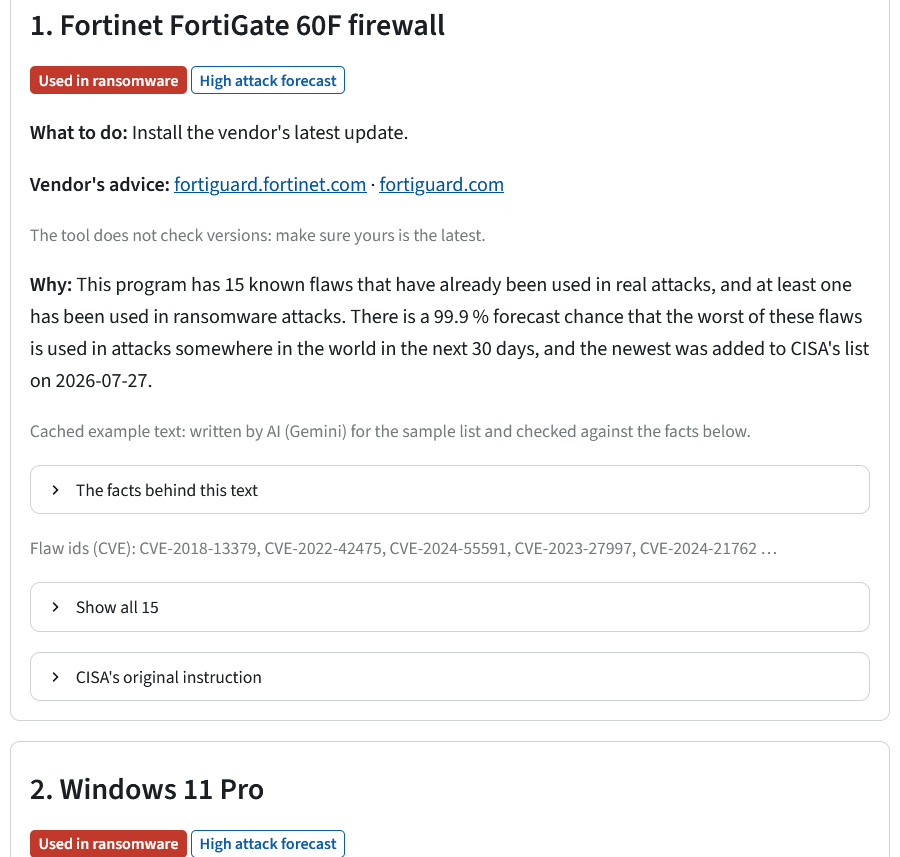 1. Fortinet FortiGate 60F firewall
Used in ransomware High attack forecast
What to do: Install the vendor's latest update.
Vendor's advice: fortiguard.fortinet.com · fortiguard.com
The tool does not check versions: make sure yours is the latest.
Why: This program has 15 known flaws that have already been used in real attacks, and at least one
has been used in ransomware attacks. There is a 99.9 % forecast chance that the worst of these flaws
is used in attacks somewhere in the world in the next 30 days, and the newest was added to CISA's list
on 2026-07-27.
Cached example text: written by AI (Gemini) for the sample list and checked against the facts below.
The facts behind this text
Flaw ids (CVE): CVE-2018-13379, CVE-2022-42475, CVE-2024-55591, CVE-2023-27997, CVE-2024-21762 …
Show all 15
CISA's original instruction
2. Windows 11 Pro
Used in ransomware High attack forecast